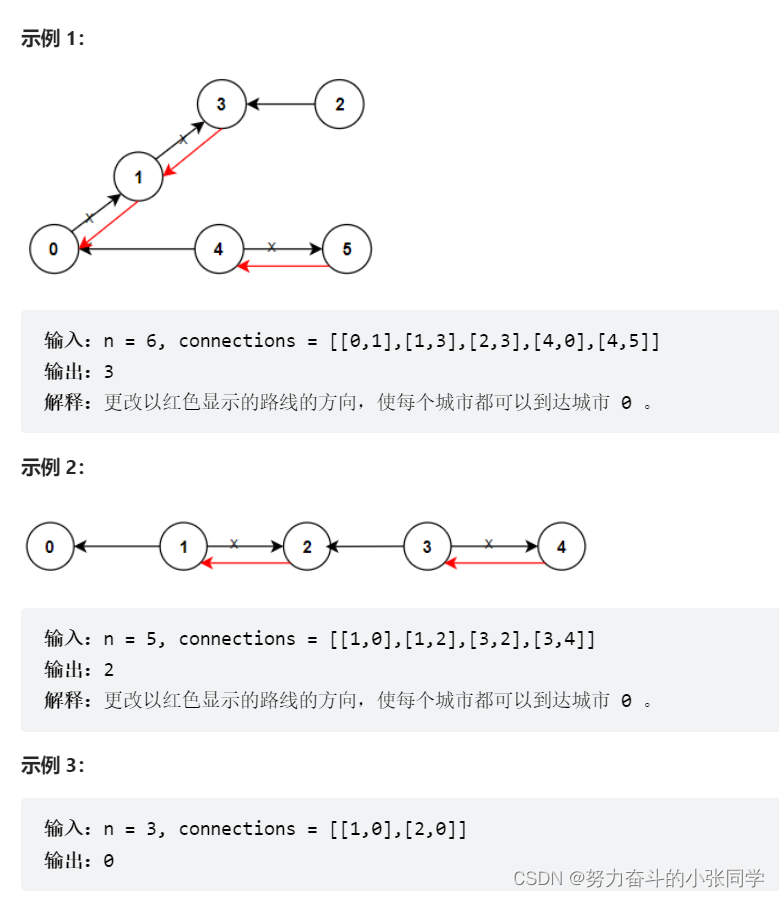 示例 1：
3 2
x
1
x
0 4 x 5
输入：n = 6, connections = [[0,1],[1,3],[2,3],[4,0],[4,5]]
输出：3
解释：更改以红色显示的路线的方向，使每个城市都可以到达城市 0 。
示例 2：
0 1 x 2 3 x 4
输入：n = 5, connections = [[1,0],[1,2],[3,2],[3,4]]
输出：2
解释：更改以红色显示的路线的方向，使每个城市都可以到达城市 0 。
示例 3：
输入：n = 3, connections = [[1,0],[2,0]]
输出：0
CSDN @努力奋斗的小张同学